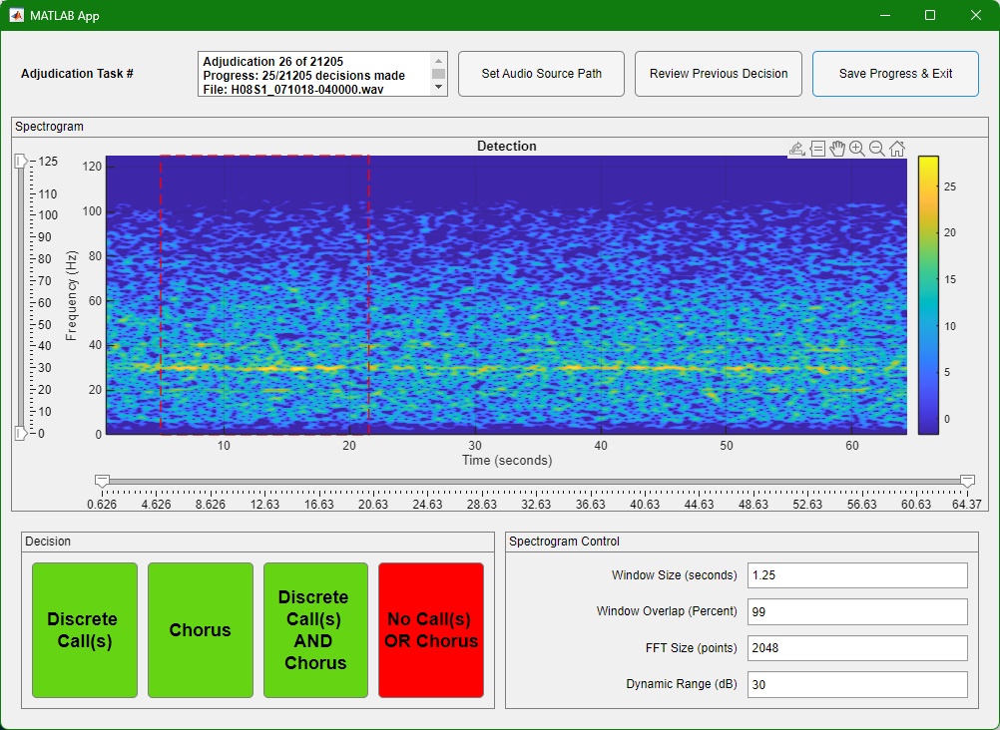 MATLAB App
Adjudication Task #
Adjudication 26 of 21205
Progress: 25/21205 decisions made
File: H08S1_071018-040000.wav
Set Audio Source Path
Review Previous Decision
Save Progress & Exit
Spectrogram
Detection
125
110
100
90
80
70
60
50
40
30
20
10
0
Frequency (Hz)
120
100
80
60
40
20
0
10 20 30 40 50 60
Time (seconds)
25
20
15
10
5
0
0.626 4.626 8.626 12.63 16.63 20.63 24.63 28.63 32.63 36.63 40.63 44.63 48.63 52.63 56.63 60.63 64.37
Decision
Discrete
Call(s)
Chorus
Discrete
Call(s)
AND
Chorus
No Call(s)
OR Chorus
Spectrogram Control
Window Size (seconds) 1.25
Window Overlap (Percent) 99
FFT Size (points) 2048
Dynamic Range (dB) 30